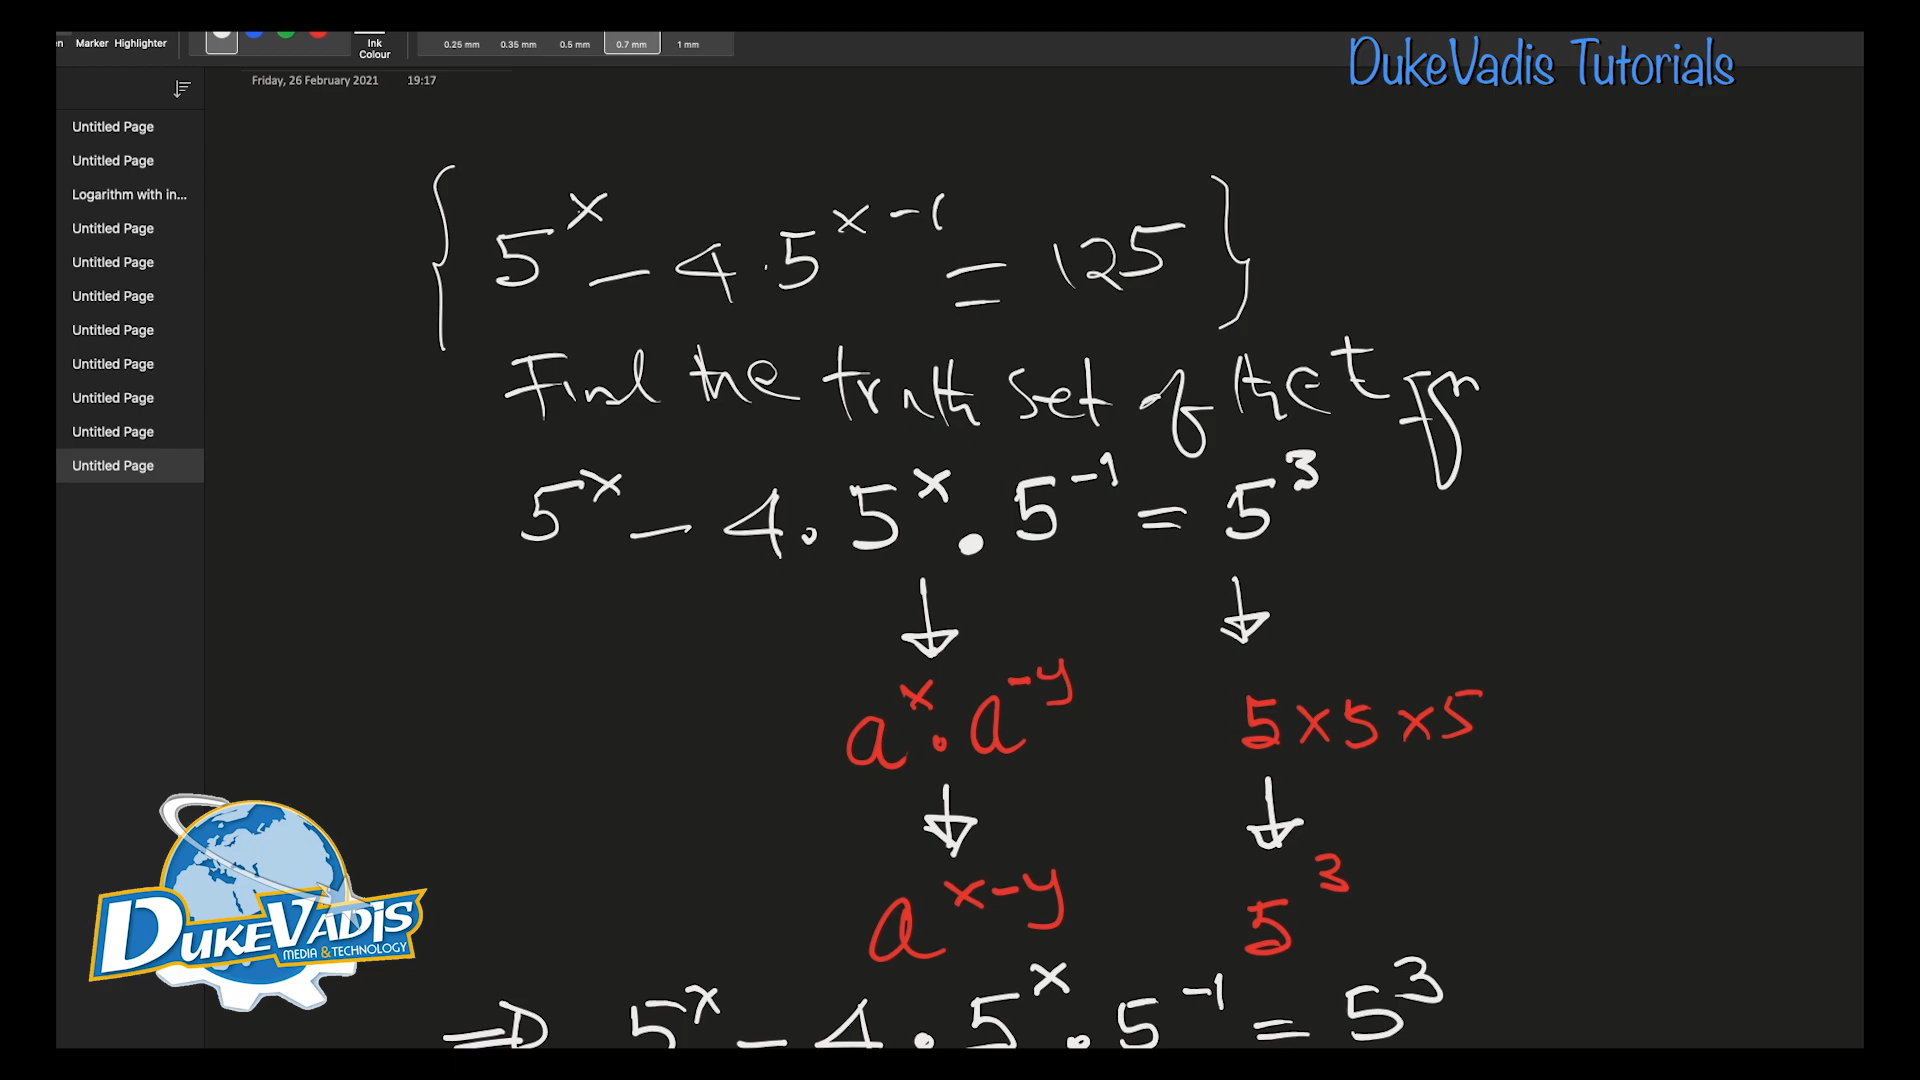 Marker Highlighter Ink Colour 0.25 mm 0.35 mm 0.5 mm 0.7 mm 1 mm
DukeVadis Tutorials
Friday, 26 February 2021 19:17
Untitled Page
Untitled Page
Logarithm with in...
Untitled Page
Untitled Page
Untitled Page
Untitled Page
Untitled Page
Untitled Page
Untitled Page
Untitled Page
{ 5^x - 4.5^(x-1) = 125 }
Find the truth set of the
5^x - 4.5^x . 5^-1 = 5^3
a^x . a^-y
5×5×5
a^(x-y)
5^3
⇒ 5^x - 4.5^x . 5^-1 = 5^3
DUKEVADIS
MEDIA & TECHNOLOGY